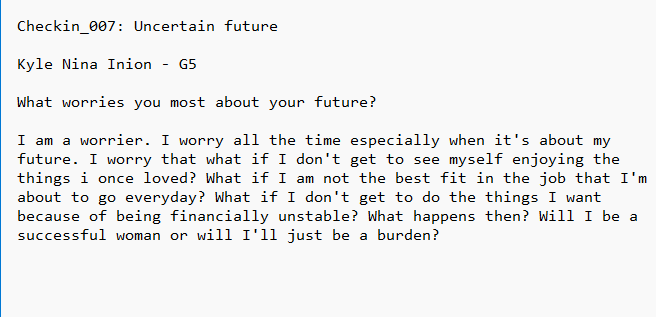 Checkin_007: Uncertain future
Kyle Nina Inion - G5
What worries you most about your future?
I am a worrier. I worry all the time especially when it's about my
future. I worry that what if I don't get to see myself enjoying the
things i once loved? What if I am not the best fit in the job that I'm
about to go everyday? What if I don't get to do the things I want
because of being financially unstable? What happens then? Will I be a
successful woman or will I'll just be a burden?